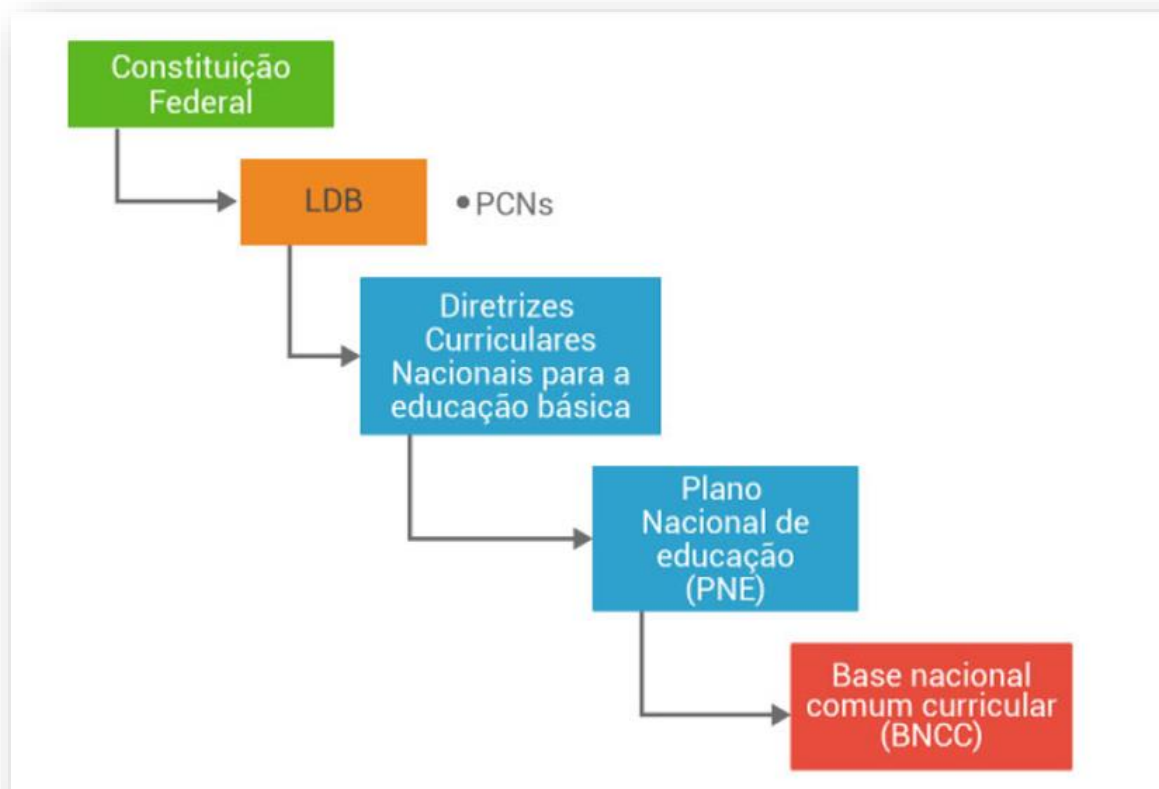 Constituição
Federal
LDB
• PCNs
Diretrizes
Curriculares
Nacionais para a
educação básica
Plano
Nacional de
educação
(PNE)
Base nacional
comum curricular
(BNCC)